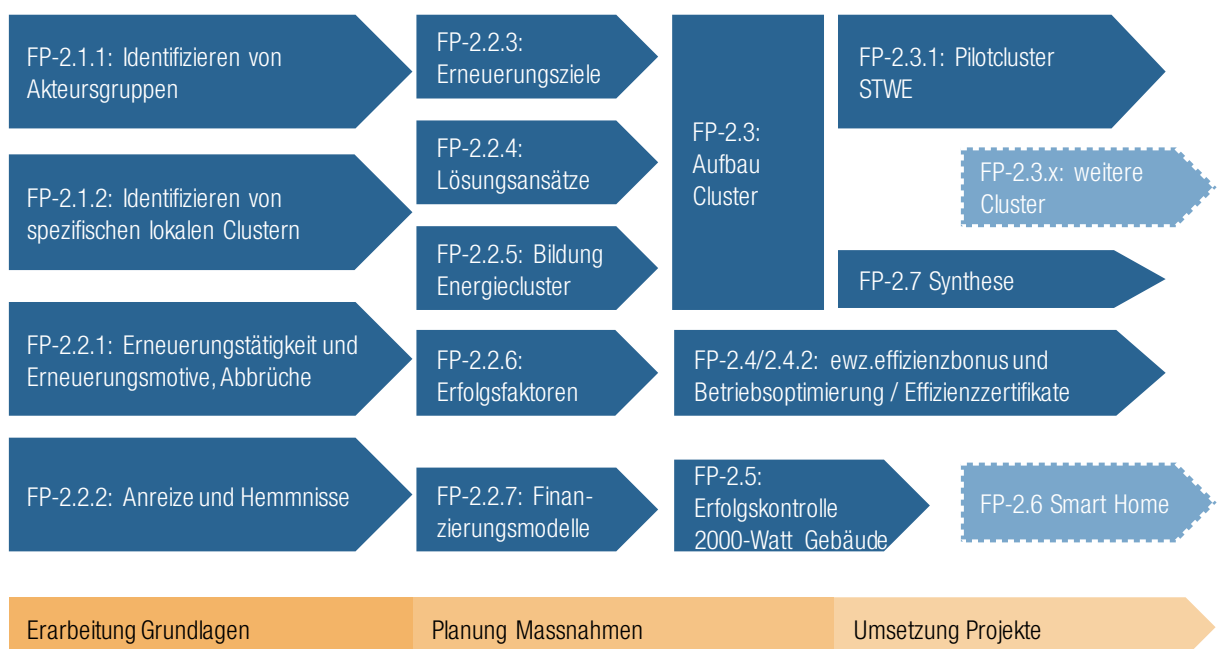 FP-2.1.1: Identifizieren von
Akteursgruppen
FP-2.1.2: Identifizieren von
spezifischen lokalen Clustern
FP-2.2.1: Erneuerungstätigkeit und
Erneuerungsmotive, Abbrüche
FP-2.2.2: Anreize und Hemmnisse
FP-2.2.3:
Erneuerungsziele
FP-2.2.4:
Lösungsansätze
FP-2.2.5: Bildung
Energiecluster
FP-2.2.6:
Erfolgsfaktoren
FP-2.2.7: Finan-
zierungsmodelle
FP-2.3:
Aufbau
Cluster
FP-2.3.1: Pilotcluster
STWE
FP-2.3.x: weitere
Cluster
FP-2.7 Synthese
FP-2.4/2.4.2: ewz.effizienzbonus und
Betriebsoptimierung / Effizienzzertifikate
FP-2.5:
Erfolgskontrolle
2000-Watt Gebäude
FP-2.6 Smart Home
Erarbeitung Grundlagen
Planung Massnahmen
Umsetzung Projekte